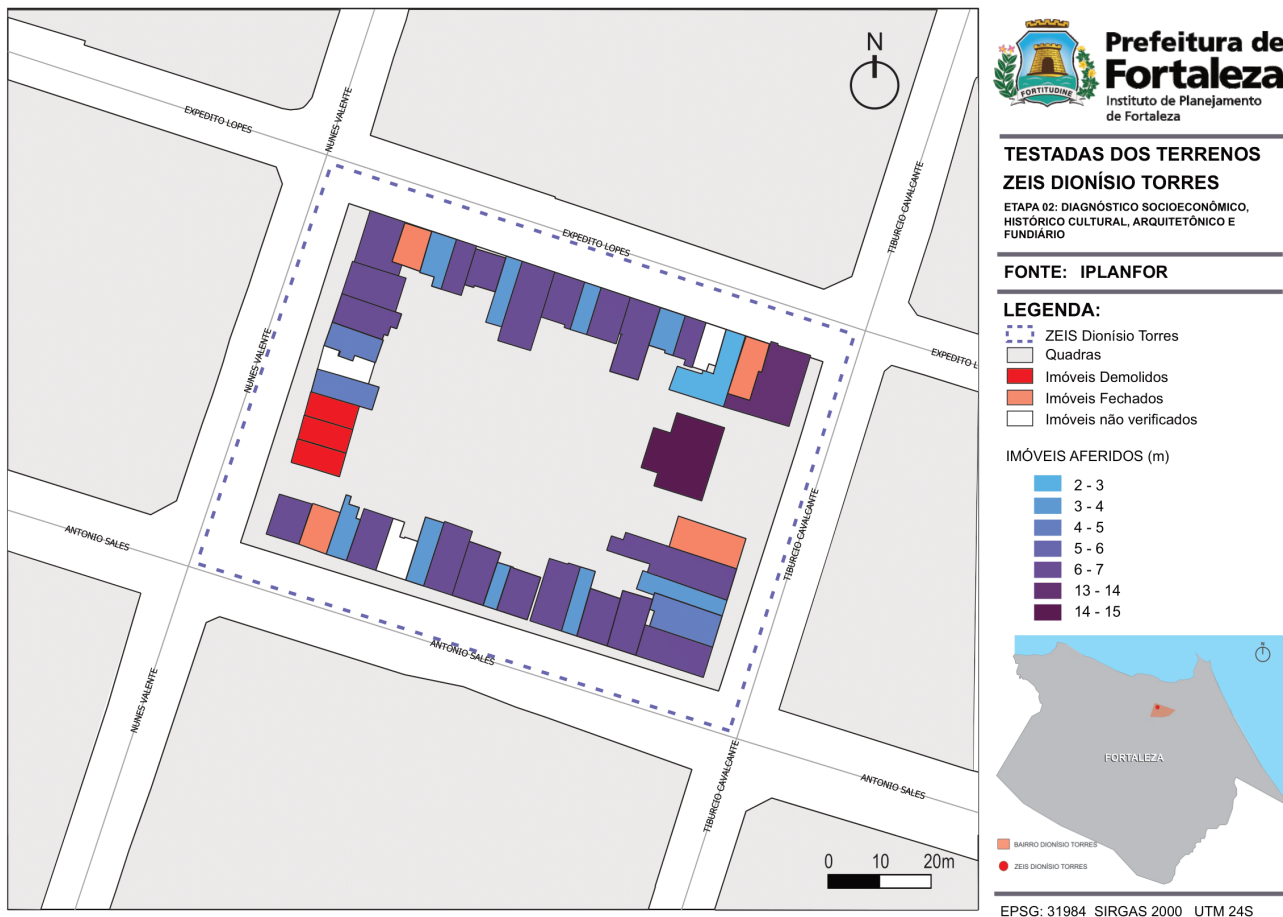 N
EXPEDITO LOPES
NUNES VALENTE
TIBURCIO CAVALCANTE
EXPEDITO LOPES
NUNES VALENTE
EXPEDITO L
TIBURCIO CAVALCANTE
ANTONIO SALES
ANTONIO SALES
NUNES VALENTE
TIBURCIO CAVALCANTE
ANTONIO SALES
0 10 20m
FORTITUDINE
Prefeitura de
Fortaleza
Instituto de Planejamento
de Fortaleza
TESTADAS DOS TERRENOS
ZEIS DIONÍSIO TORRES
ETAPA 02: DIAGNÓSTICO SOCIOECONÔMICO,
HISTÓRICO CULTURAL, ARQUITETÔNICO E
FUNDIÁRIO
FONTE: IPLANFOR
LEGENDA:
ZEIS Dionísio Torres
Quadras
Imóveis Demolidos
Imóveis Fechados
Imóveis não verificados
IMÓVEIS AFERIDOS (m)
2 - 3
3 - 4
4 - 5
5 - 6
6 - 7
13 - 14
14 - 15
N
FORTALEZA
BAIRRO DIONÍSIO TORRES
ZEIS DIONÍSIO TORRES
EPSG: 31984 SIRGAS 2000 UTM 24S